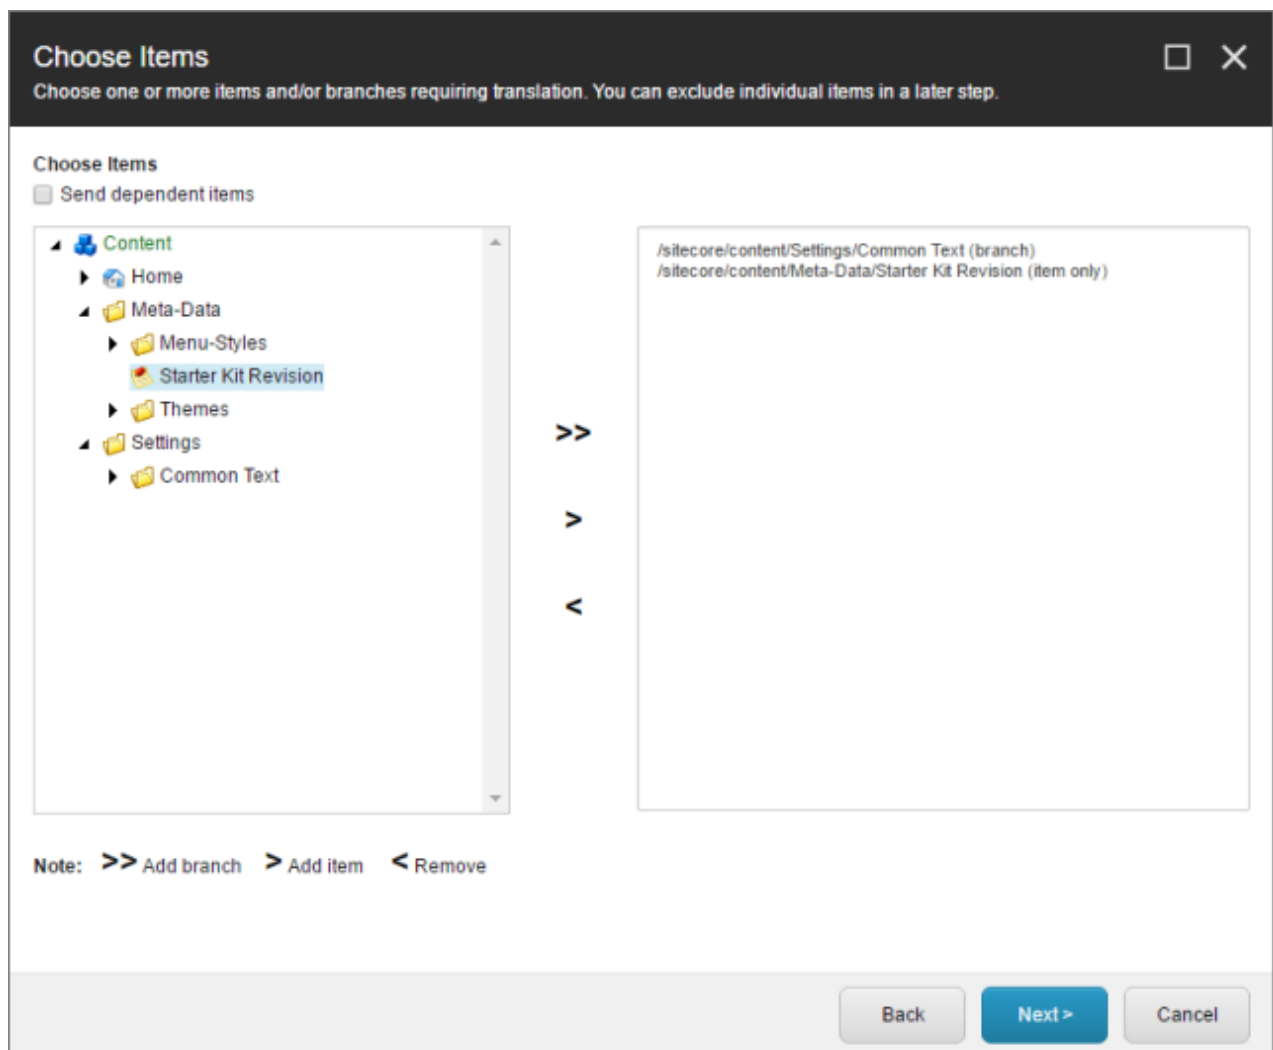 Choose Items
Choose one or more items and/or branches requiring translation. You can exclude individual items in a later step.
Choose Items
Send dependent items
Content
Home
Meta-Data
Menu-Styles
Starter Kit Revision
Themes
Settings
Common Text
/sitecore/content/Settings/Common Text (branch)
/sitecore/content/Meta-Data/Starter Kit Revision (item only)
>>
>
<
Note: >> Add branch > Add item < Remove
Back Next > Cancel